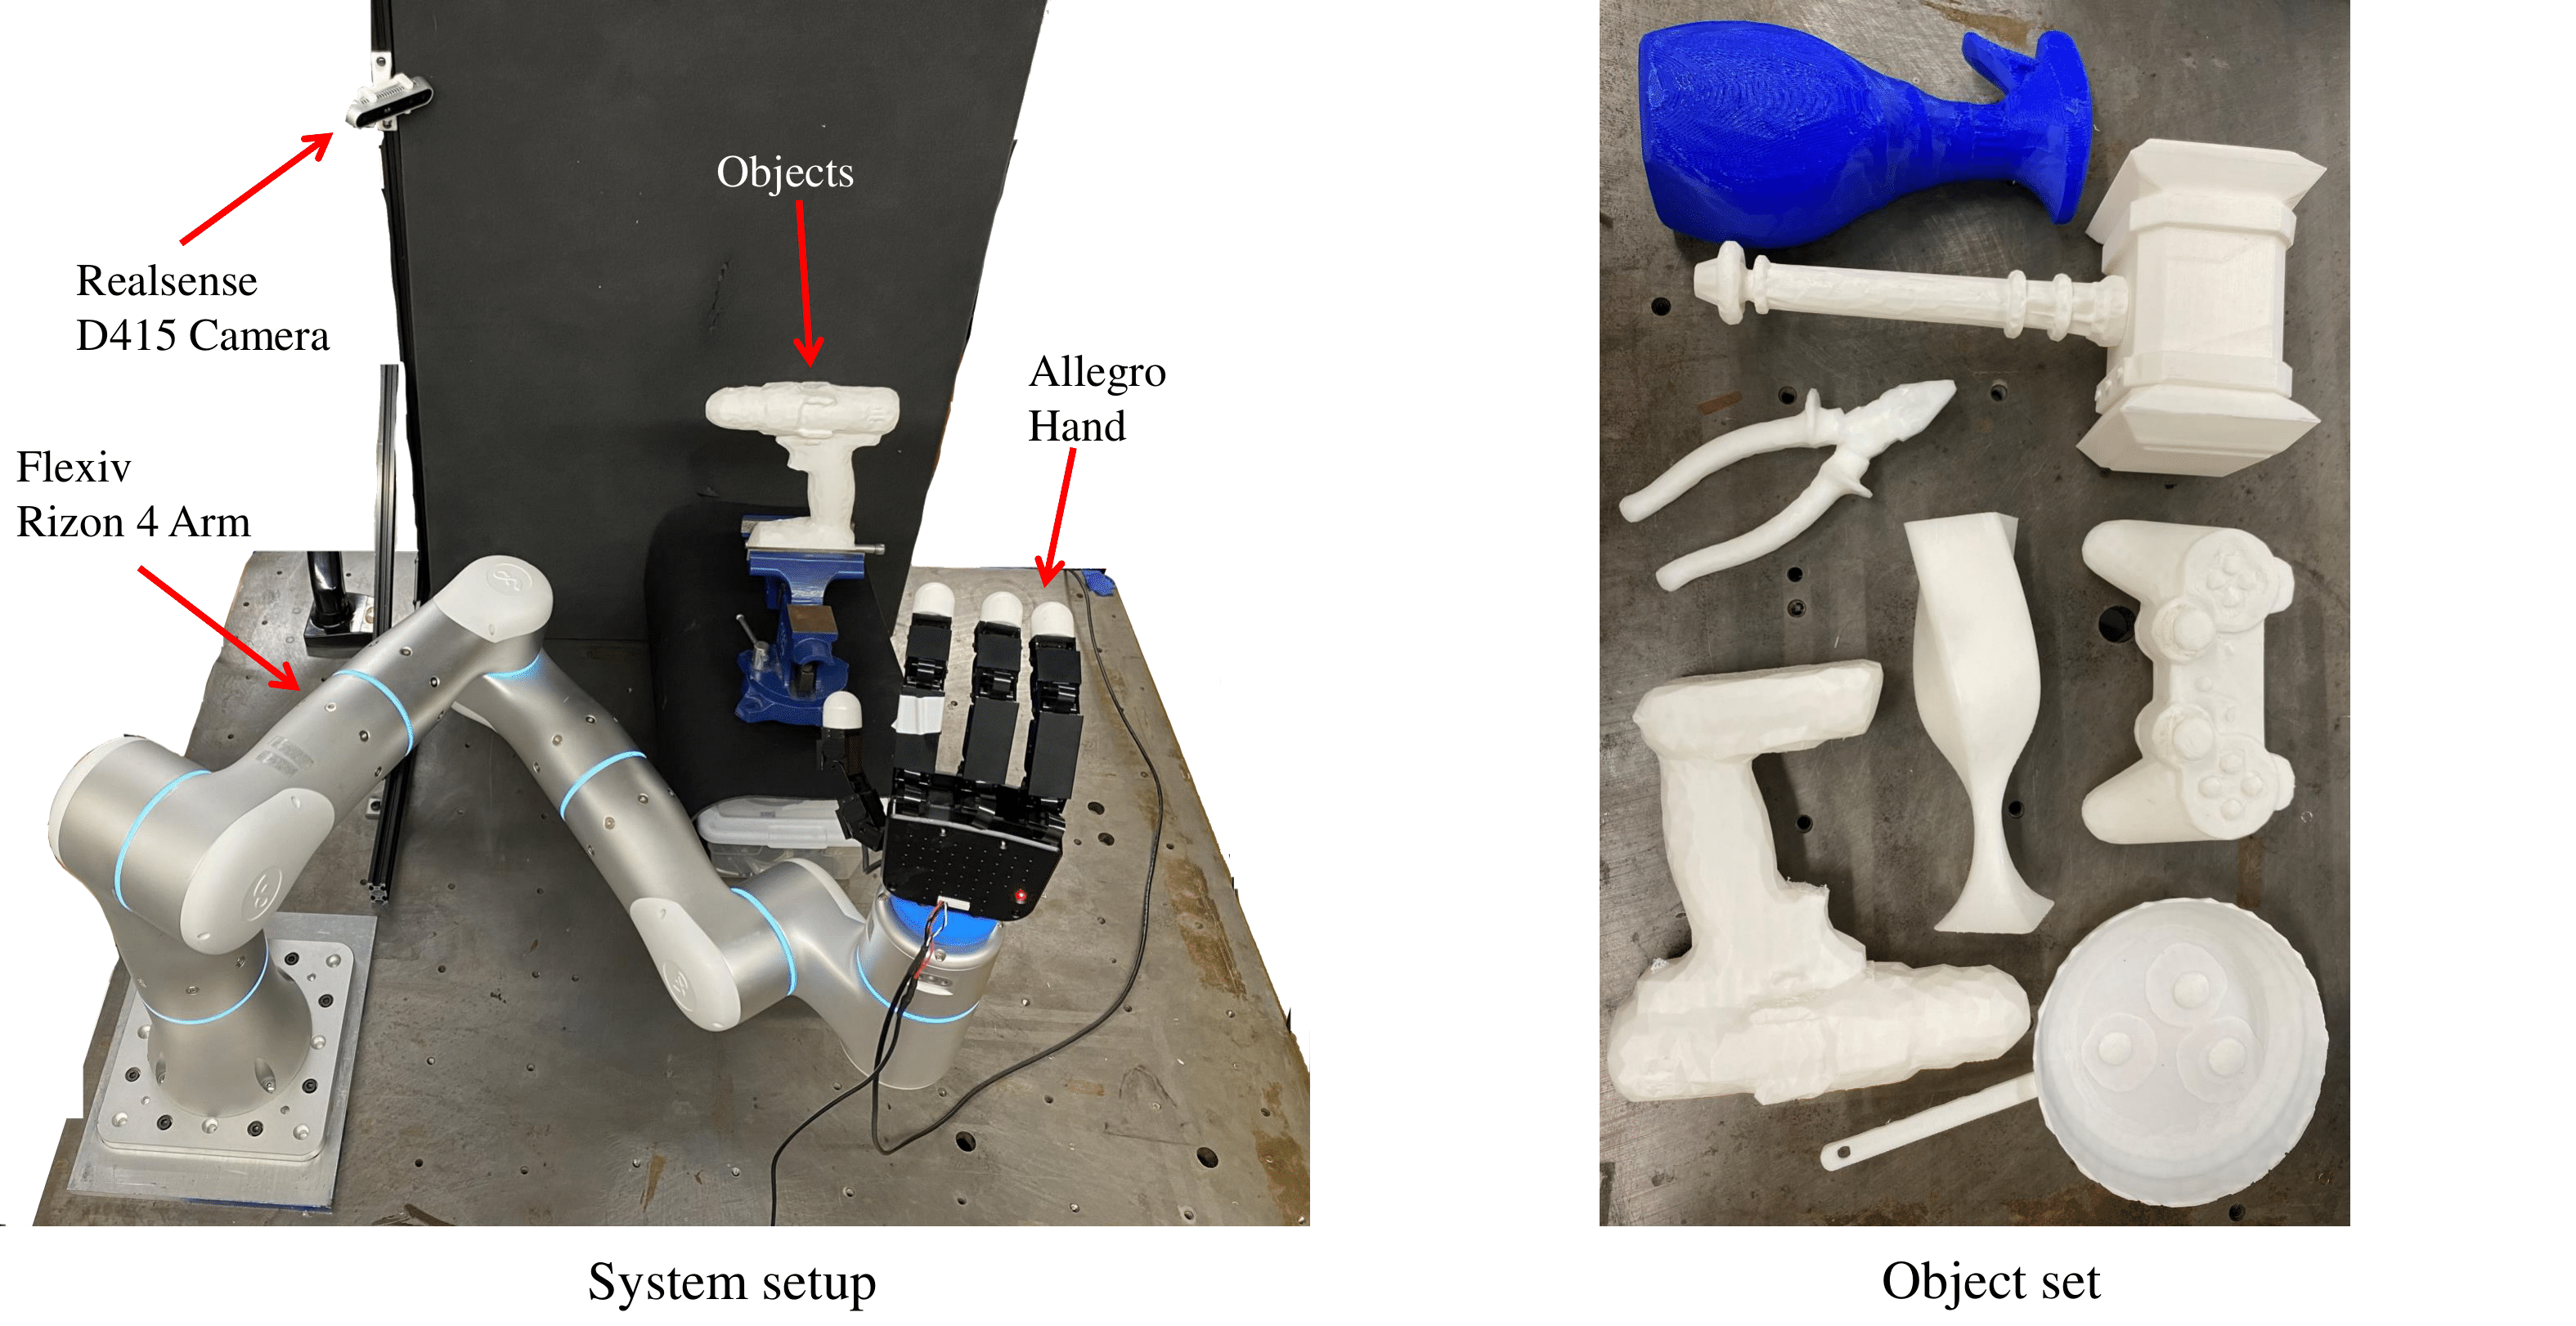 Realsense
D415 Camera
Objects
Allegro
Hand
Flexiv
Rizon 4 Arm
System setup
Object set